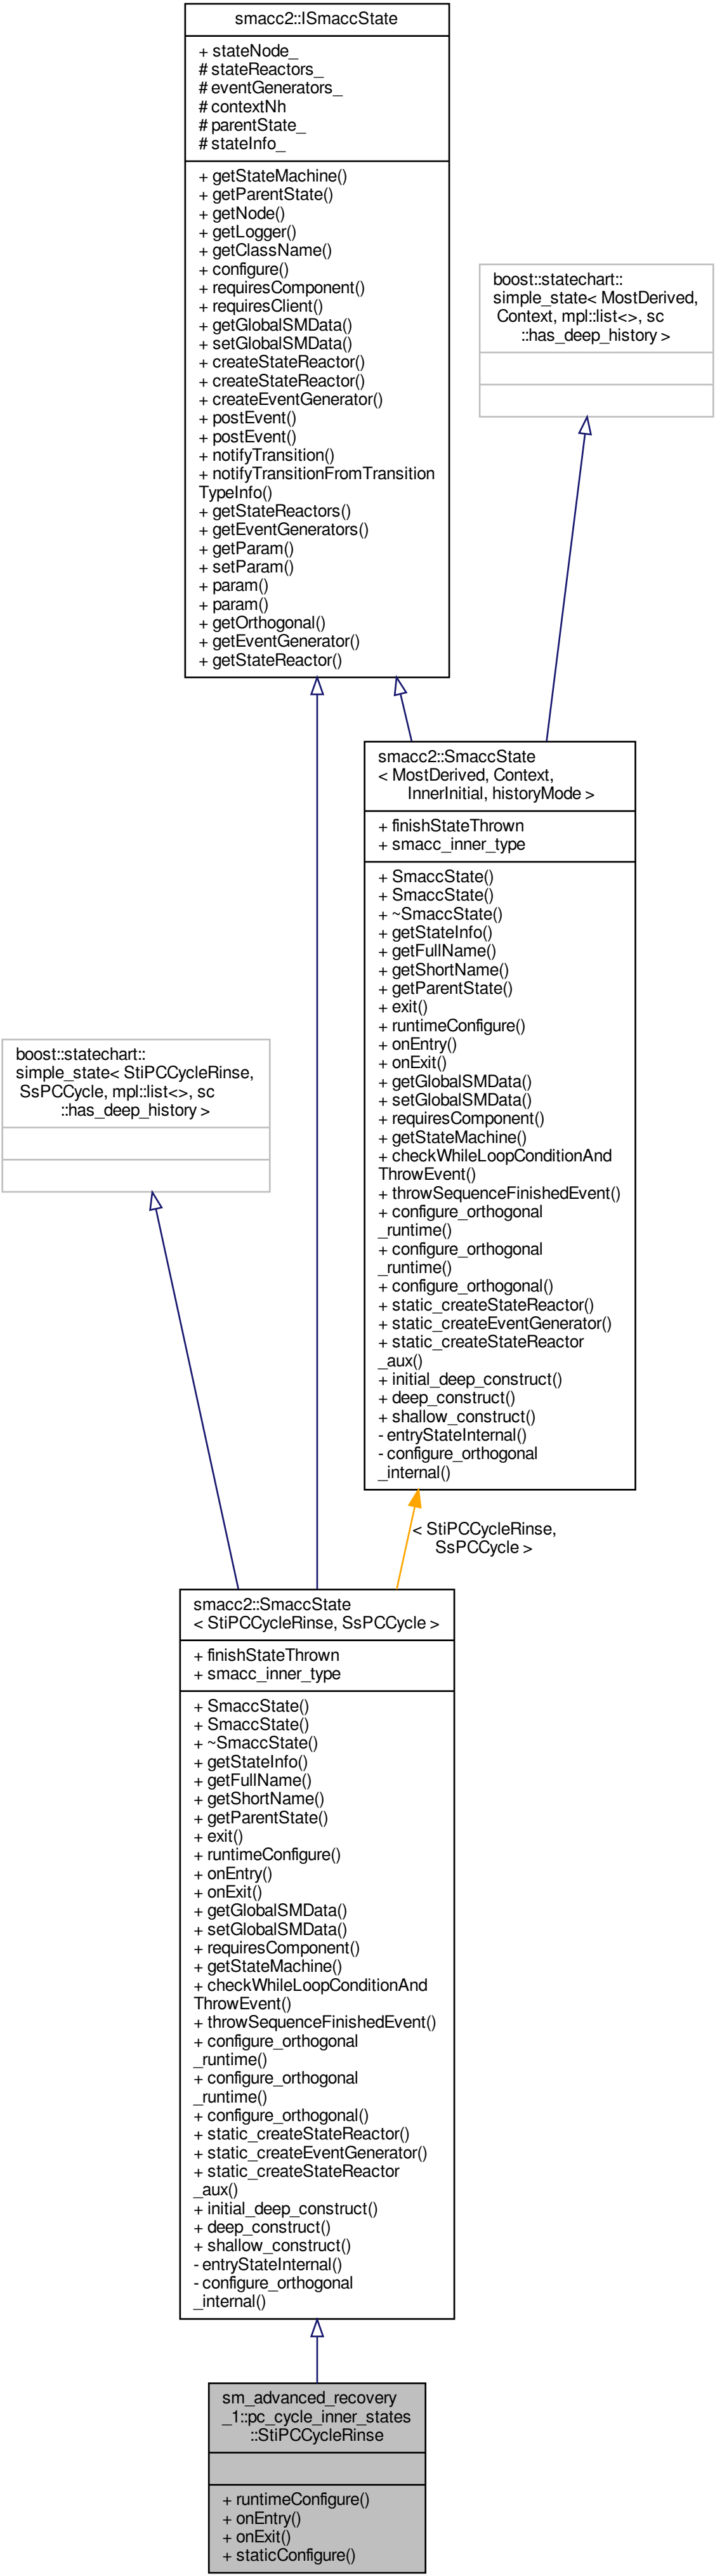 smacc2::ISmaccState
+ stateNode_
# stateReactors_
# eventGenerators_
# contextNh
# parentState_
# stateInfo_
+ getStateMachine()
+ getParentState()
+ getNode()
+ getLogger()
+ getClassName()
+ configure()
+ requiresComponent()
+ requiresClient()
+ getGlobalSMData()
+ setGlobalSMData()
+ createStateReactor()
+ createStateReactor()
+ createEventGenerator()
+ postEvent()
+ postEvent()
+ notifyTransition()
+ notifyTransitionFromTransition
TypeInfo()
+ getStateReactors()
+ getEventGenerators()
+ getParam()
+ setParam()
+ param()
+ param()
+ getOrthogonal()
+ getEventGenerator()
+ getStateReactor()
boost::statechart::
simple_state< MostDerived,
Context, mpl::list<>, sc
::has_deep_history >
smacc2::SmaccState
< MostDerived, Context,
InnerInitial, historyMode >
+ finishStateThrown
+ smacc_inner_type
+ SmaccState()
+ SmaccState()
+ ~SmaccState()
+ getStateInfo()
+ getFullName()
+ getShortName()
+ getParentState()
+ exit()
+ runtimeConfigure()
+ onEntry()
+ onExit()
+ getGlobalSMData()
+ setGlobalSMData()
+ requiresComponent()
+ getStateMachine()
+ checkWhileLoopConditionAnd
ThrowEvent()
+ throwSequenceFinishedEvent()
+ configure_orthogonal
_runtime()
+ configure_orthogonal
_runtime()
+ configure_orthogonal()
+ static_createStateReactor()
+ static_createEventGenerator()
+ static_createStateReactor
_aux()
+ initial_deep_construct()
+ deep_construct()
+ shallow_construct()
- entryStateInternal()
- configure_orthogonal
_internal()
boost::statechart::
simple_state< StiPCCycleRinse,
SsPCCycle, mpl::list<>, sc
::has_deep_history >
< StiPCCycleRinse,
SsPCCycle >
smacc2::SmaccState
< StiPCCycleRinse, SsPCCycle >
+ finishStateThrown
+ smacc_inner_type
+ SmaccState()
+ SmaccState()
+ ~SmaccState()
+ getStateInfo()
+ getFullName()
+ getShortName()
+ getParentState()
+ exit()
+ runtimeConfigure()
+ onEntry()
+ onExit()
+ getGlobalSMData()
+ setGlobalSMData()
+ requiresComponent()
+ getStateMachine()
+ checkWhileLoopConditionAnd
ThrowEvent()
+ throwSequenceFinishedEvent()
+ configure_orthogonal
_runtime()
+ configure_orthogonal
_runtime()
+ configure_orthogonal()
+ static_createStateReactor()
+ static_createEventGenerator()
+ static_createStateReactor
_aux()
+ initial_deep_construct()
+ deep_construct()
+ shallow_construct()
- entryStateInternal()
- configure_orthogonal
_internal()
sm_advanced_recovery
_1::pc_cycle_inner_states
::StiPCCycleRinse
+ runtimeConfigure()
+ onEntry()
+ onExit()
+ staticConfigure()